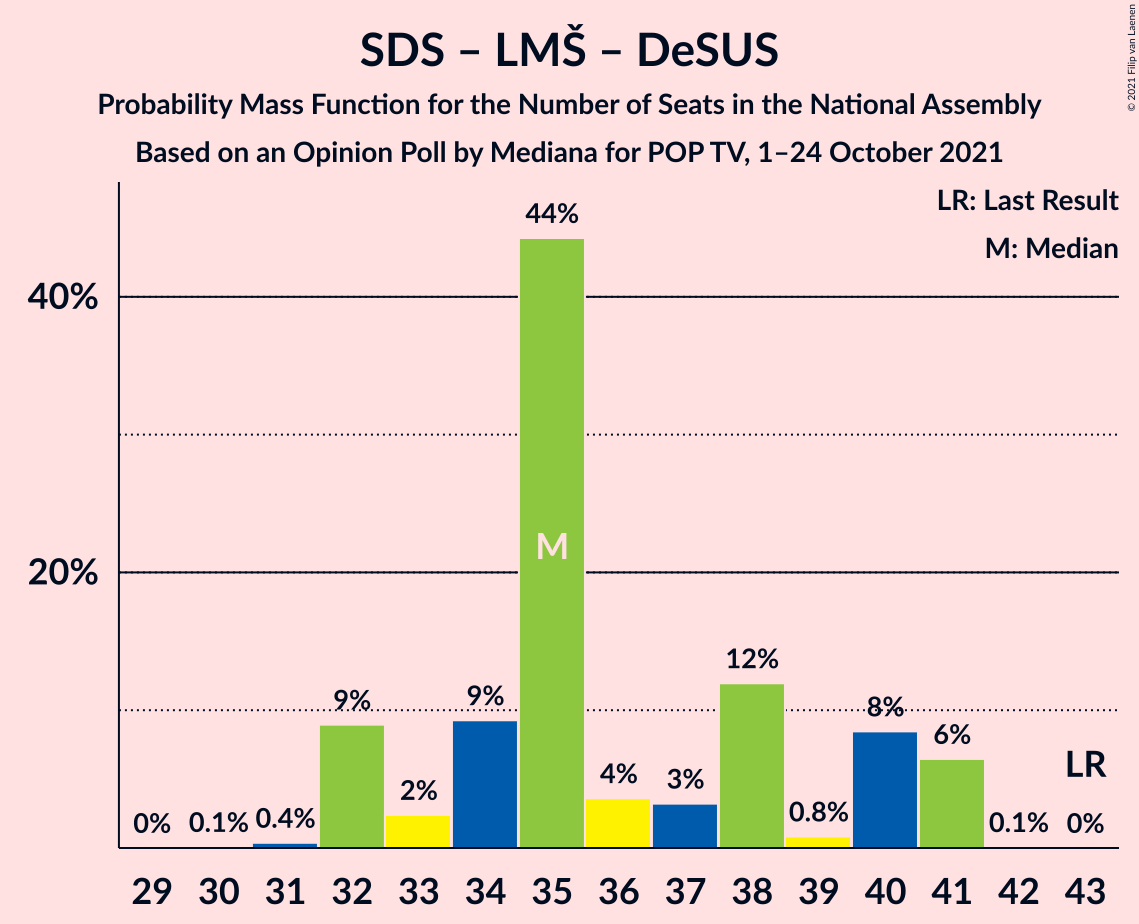 SDS – LMŠ – DeSUS
Probability Mass Function for the Number of Seats in the National Assembly
Based on an Opinion Poll by Mediana for POP TV, 1–24 October 2021
© 2021 Filip van Laenen
LR: Last Result
M: Median
44%
40%
M
20%
12%
9%
9%
8%
6%
4%
3%
2%
0.8%
0.4%
0%
0.1%
0.1%
0%
LR
29 30 31 32 33 34 35 36 37 38 39 40 41 42 43